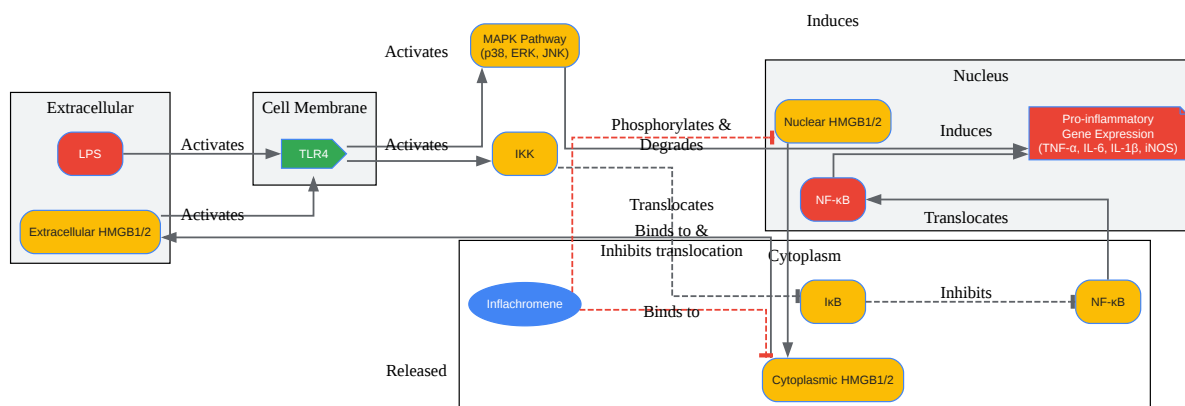 Induces
MAPK Pathway
(p38, ERK, JNK)
Activates
Nucleus
Extracellular
Cell Membrane
Nuclear HMGB1/2
Pro-inflammatory
Gene Expression
(TNF-α, IL-6, IL-1β, iNOS)
Phosphorylates &
Degrades
Induces
LPS
Activates
TLR4
Activates
IKK
NF-κB
Translocates
Translocates
Activates
Extracellular HMGB1/2
Binds to &
Inhibits translocation
Cytoplasm
Inflachromene
Binds to
IκB
Inhibits
NF-κB
Released
Cytoplasmic HMGB1/2